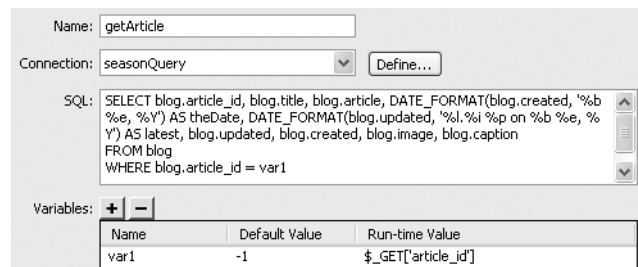 Name: getArticle
Connection: seasonQuery Define...
SQL: SELECT blog.article_id, blog.title, blog.article, DATE_FORMAT(blog.created, '%b
%e, %Y') AS theDate, DATE_FORMAT(blog.updated, '%l.%i %p on %b %e, %
Y') AS latest, blog.updated, blog.created, blog.image, blog.caption
FROM blog
WHERE blog.article_id = var1
Variables: + −
Name Default Value Run-time Value
var1 -1 $_GET['article_id']